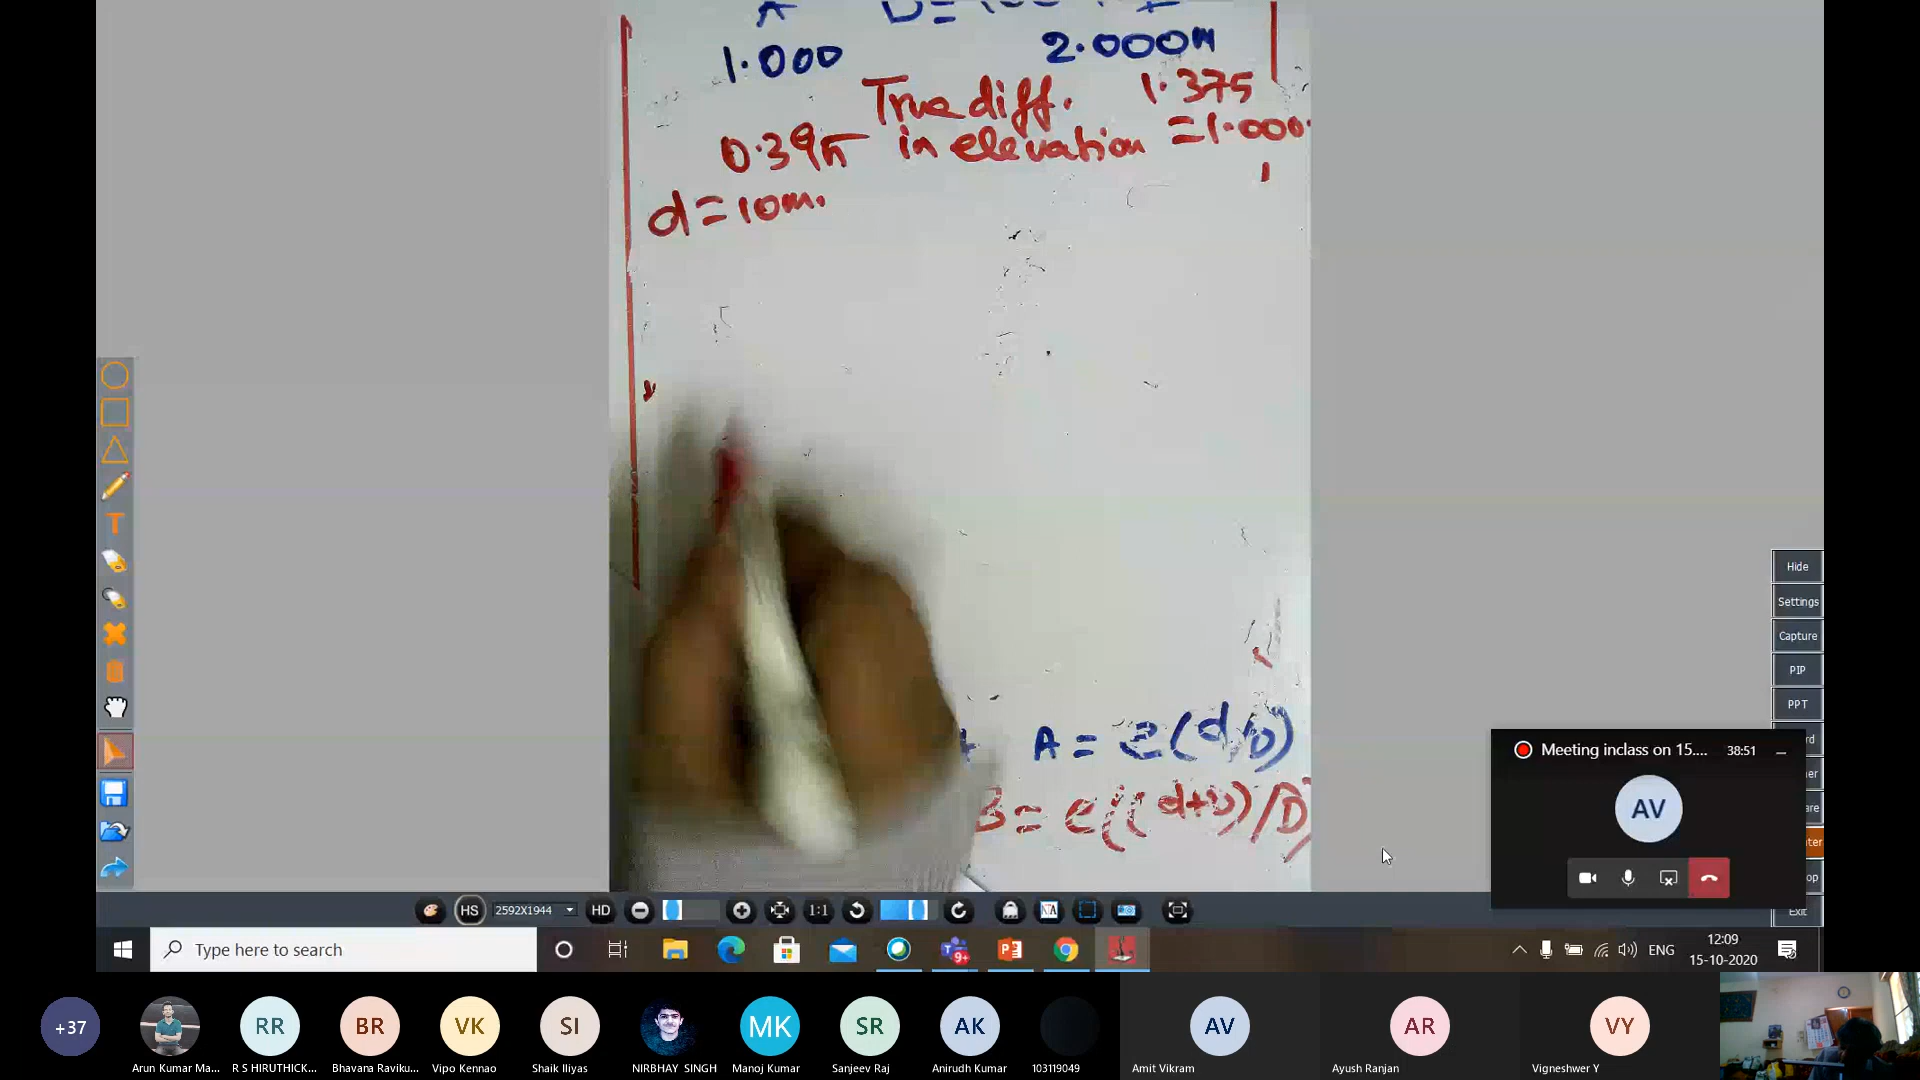 1.000
2.000m
True diff.
1.375
0.39
in elevation
=1.000
d=10m.
A = e(d/D)
B = e((d+D)/D)
Hide
Settings
Capture
PIP
PPT
Exit
Meeting inclass on 15....
38:51
AV
HS
2592X1944
HD
1:1
Type here to search
9+
ENG
12:09
15-10-2020
+37
RR
BR
VK
SI
MK
SR
AK
AV
AR
VY
Arun Kumar Ma...
R S HIRUTHICK...
Bhavana Raviku...
Vipo Kennao
Shaik Iliyas
NIRBHAY SINGH
Manoj Kumar
Sanjeev Raj
Anirudh Kumar
103119049
Amit Vikram
Ayush Ranjan
Vigneshwer Y